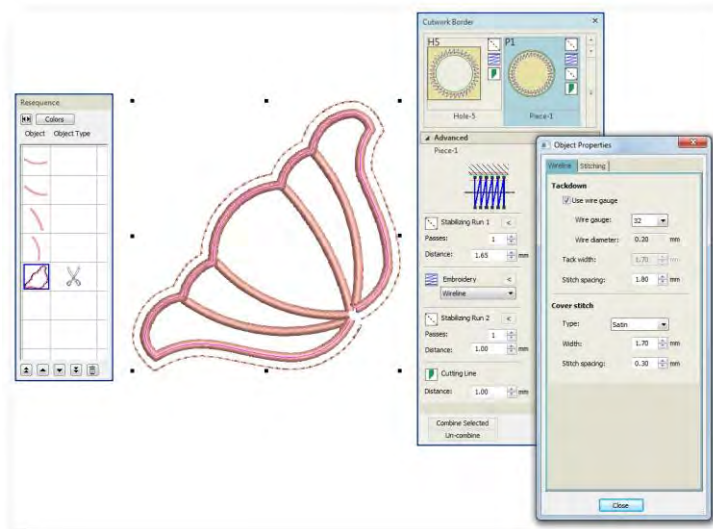 Resequence
Colors
Object Object Type
Cutwork Border
H5
P1
Hole-5
Piece-1
Advanced
Piece-1
Stabilizing Run 1 <
Passes: 1
Distance: 1.65 mm
Embroidery <
Wireline
Stabilizing Run 2 <
Passes: 1
Distance: 1.00 mm
Cutting Line
Distance: 1.00 mm
Combine Selected
Un-combine
Object Properties
Wireline Stitching
Tackdown
Use wire gauge
Wire gauge: 32
Wire diameter: 0.20 mm
Tack width: 1.70 mm
Stitch spacing: 1.80 mm
Cover stitch
Type: Satin
Width: 1.70 mm
Stitch spacing: 0.30 mm
Close